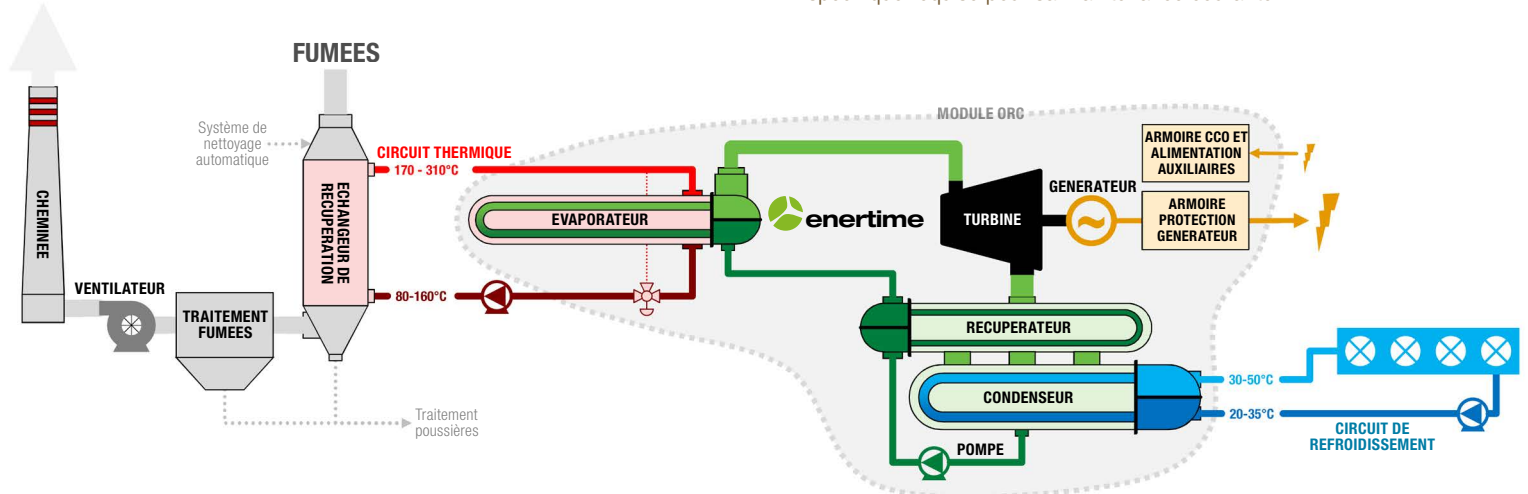 FUMEES
MODULE ORC
Système de
nettoyage
automatique
CIRCUIT THERMIQUE
170 - 310°C
ARMOIRE CCO ET
ALIMENTATION
AUXILIAIRES
CHEMINEE
ECHANGEUR DE
RECUPERATION
EVAPORATEUR
enertime
TURBINE
GENERATEUR
ARMOIRE
PROTECTION
GENERATEUR
VENTILATEUR
80-160°C
TRAITEMENT
FUMEES
RECUPERATEUR
CONDENSEUR
30-50°C
20-35°C
Traitement
poussières
POMPE
CIRCUIT DE
REFROIDISSEMENT